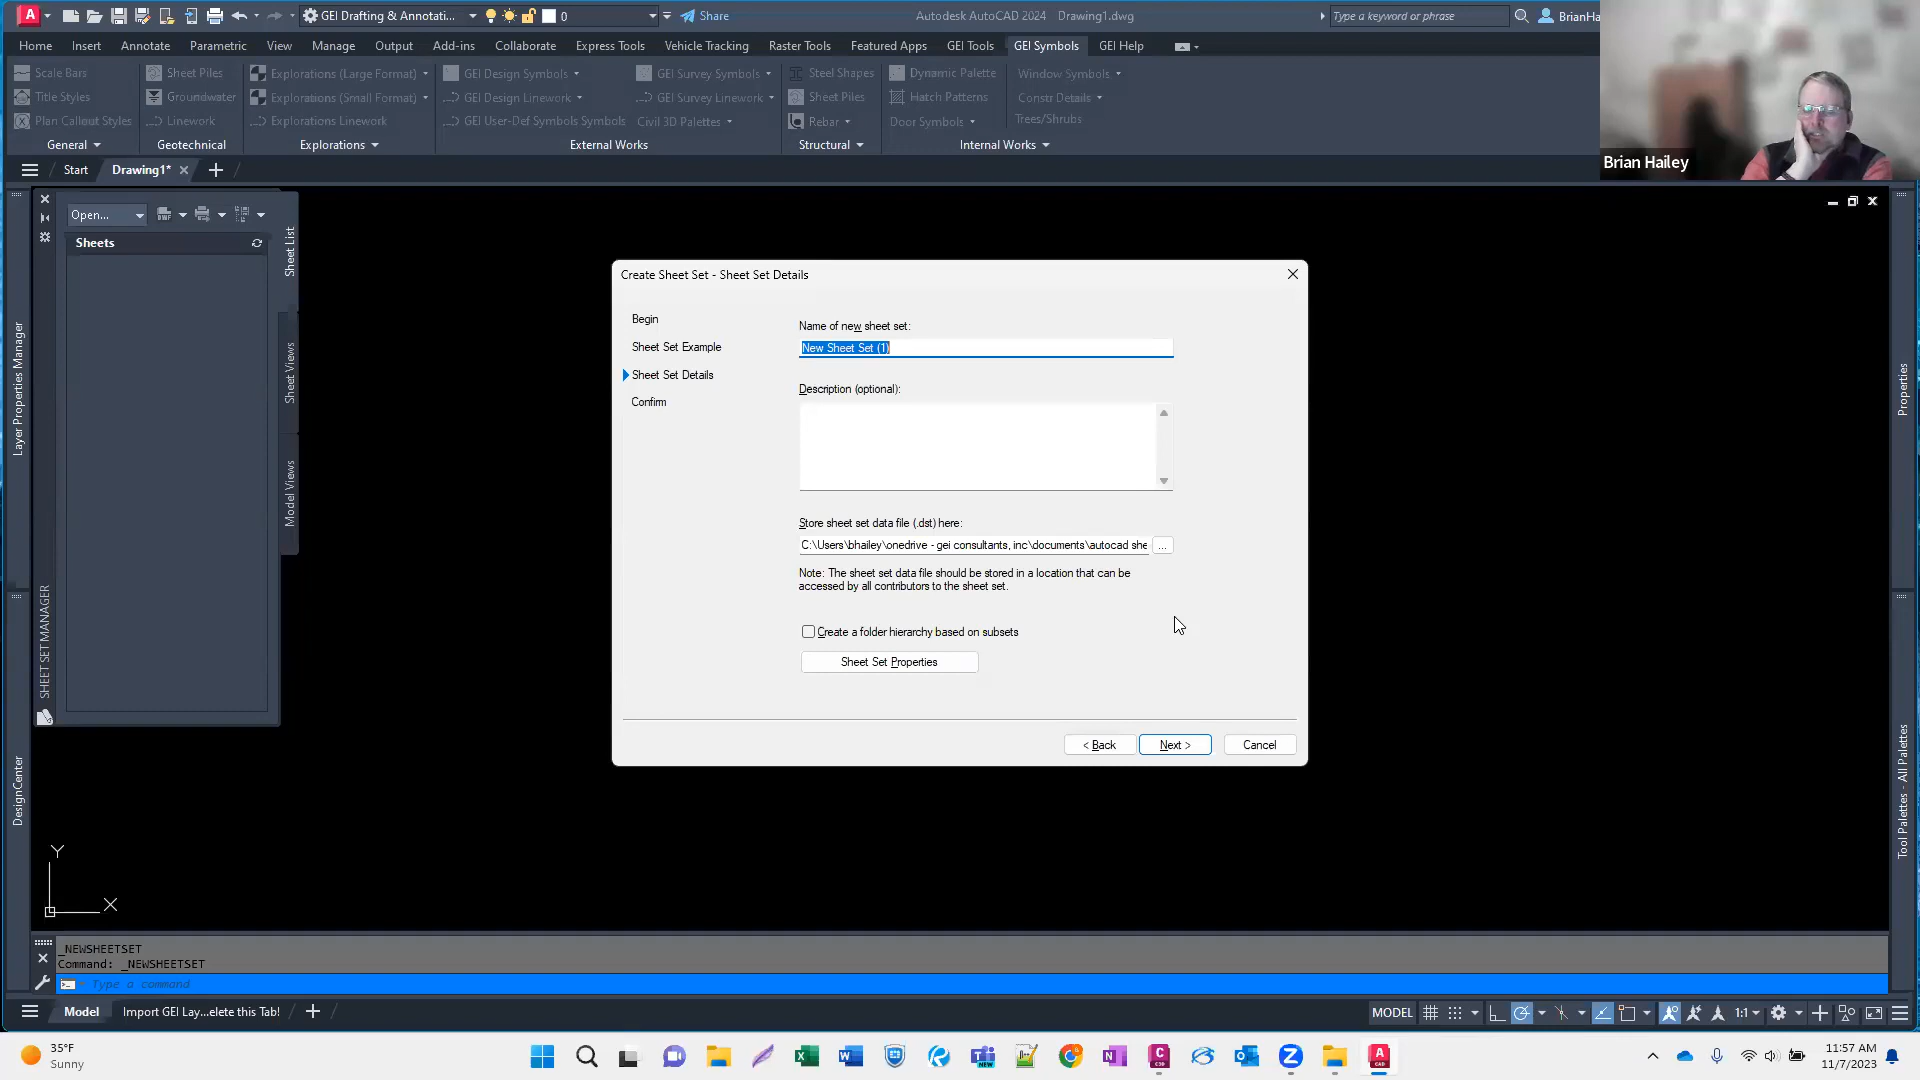 GEI Drafting & Annotati...
0
Share
Autodesk AutoCAD 2024 Drawing1.dwg
Type a keyword or phrase
BrianHa
Home Insert Annotate Parametric View Manage Output Add-ins Collaborate Express Tools Vehicle Tracking Raster Tools Featured Apps GEI Tools GEI Symbols GEI Help
Scale Bars Sheet Piles Explorations (Large Format) GEI Design Symbols GEI Survey Symbols Steel Shapes Dynamic Palette Window Symbols
Title Styles Groundwater Explorations (Small Format) GEI Design Linework GEI Survey Linework Sheet Piles Hatch Patterns Constr Details
Plan Callout Styles Linework Explorations Linework GEI User-Def Symbols Symbols Civil 3D Palettes Rebar Door Symbols Trees/Shrubs
General Geotechnical Explorations External Works Structural Internal Works
Brian Hailey
Start Drawing1*
Open...
Sheets
Sheet List
Sheet Views
Model Views
SHEET SET MANAGER
Layer Properties Manager
DesignCenter
Properties
Tool Palettes - All Palettes
Create Sheet Set - Sheet Set Details
Begin
Sheet Set Example
Sheet Set Details
Confirm
Name of new sheet set:
New Sheet Set (1)
Description (optional):
Store sheet set data file (.dst) here:
C:\Users\bhailey\onedrive - gei consultants, inc\documents\autocad she
...
Note: The sheet set data file should be stored in a location that can be
accessed by all contributors to the sheet set.
Create a folder hierarchy based on subsets
Sheet Set Properties
< Back Next > Cancel
Y
X
_NEWSHEETSET
Command: _NEWSHEETSET
Type a command
Model Import GEI Lay...elete this Tab!
MODEL
1:1
35°F
Sunny
11:57 AM
11/7/2023